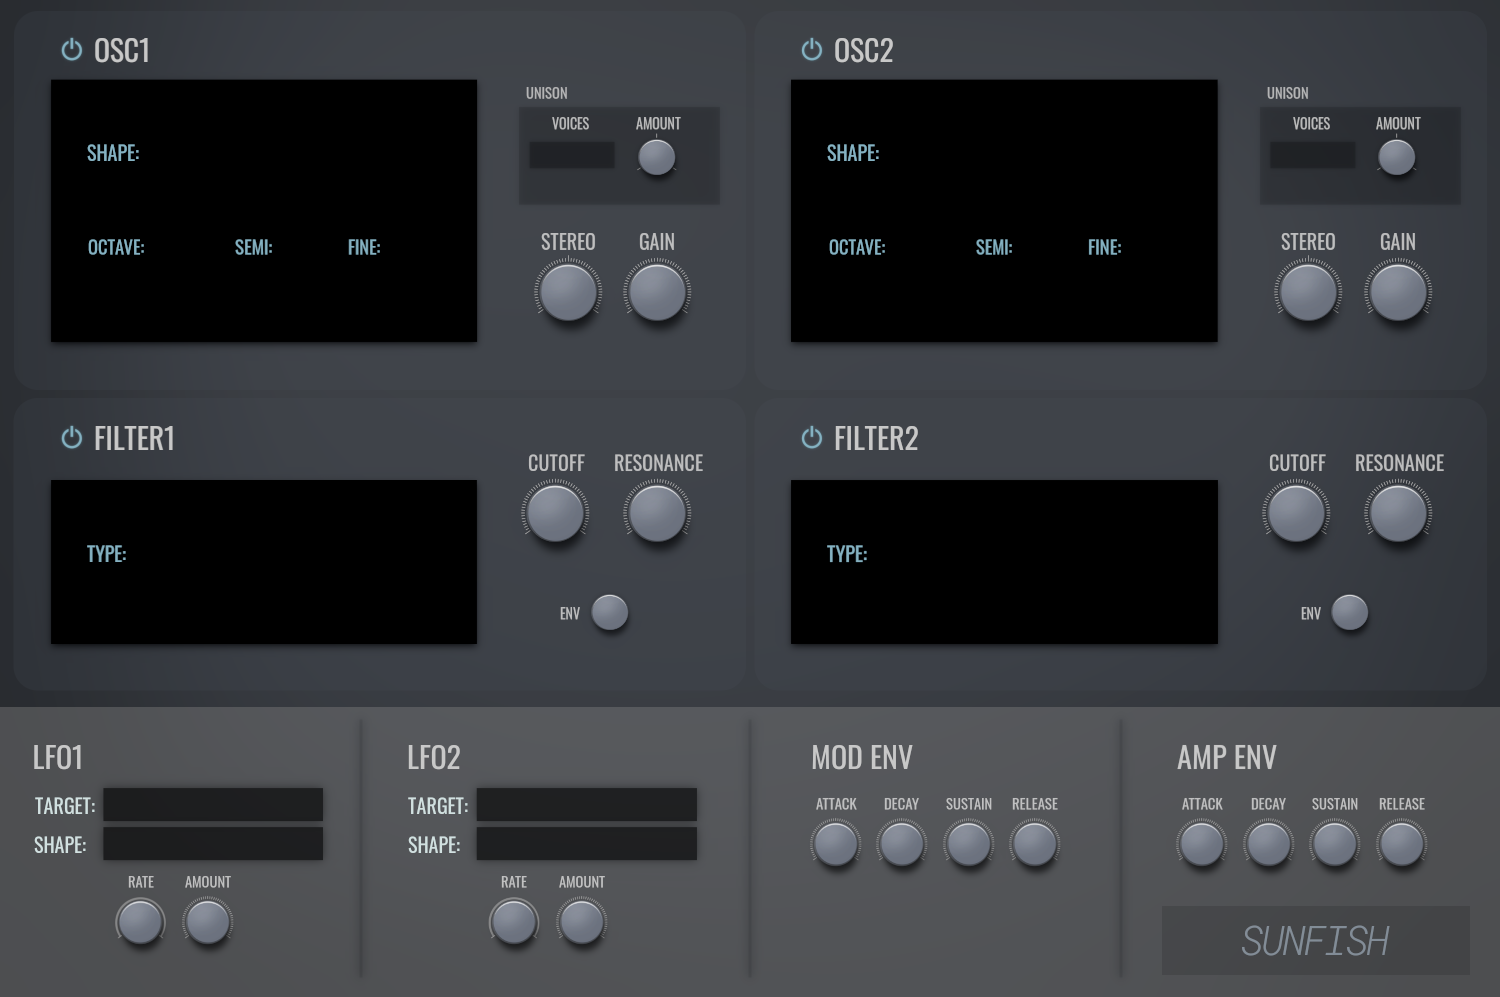 OSC1
SHAPE:
OCTAVE: SEMI: FINE:
UNISON
VOICES AMOUNT
STEREO GAIN
OSC2
SHAPE:
OCTAVE: SEMI: FINE:
UNISON
VOICES AMOUNT
STEREO GAIN
FILTER1
TYPE:
CUTOFF RESONANCE
ENV
FILTER2
TYPE:
CUTOFF RESONANCE
ENV
LFO1
TARGET:
SHAPE:
RATE AMOUNT
LFO2
TARGET:
SHAPE:
RATE AMOUNT
MOD ENV
ATTACK DECAY SUSTAIN RELEASE
AMP ENV
ATTACK DECAY SUSTAIN RELEASE
SUNFISH